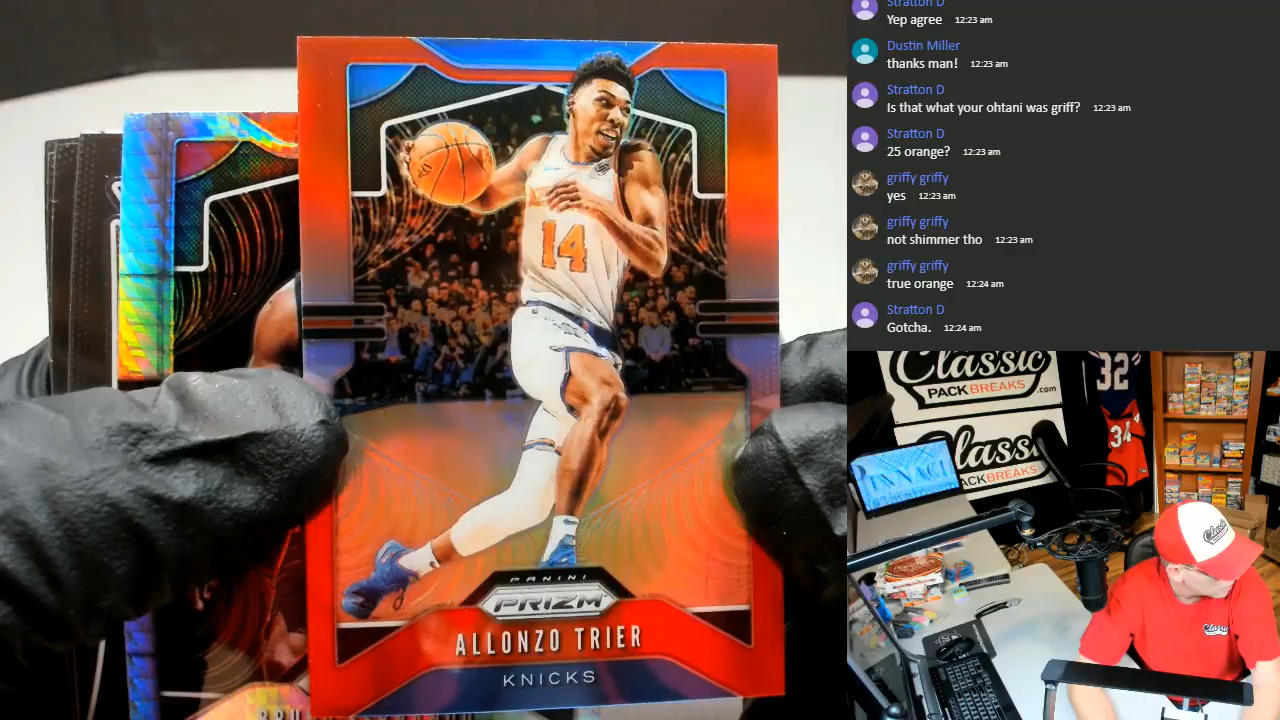 14
PANINI
PRIZM
ALLONZO TRIER
KNICKS
Stratton D
Yep agree 12:23 am
Dustin Miller
thanks man! 12:23 am
Stratton D
Is that what your ohtani was griff? 12:23 am
Stratton D
25 orange? 12:23 am
griffy griffy
yes 12:23 am
griffy griffy
not shimmer tho 12:23 am
griffy griffy
true orange 12:24 am
Stratton D
Gotcha. 12:24 am
Classic
PACKBREAKS.com
32
34
Classic